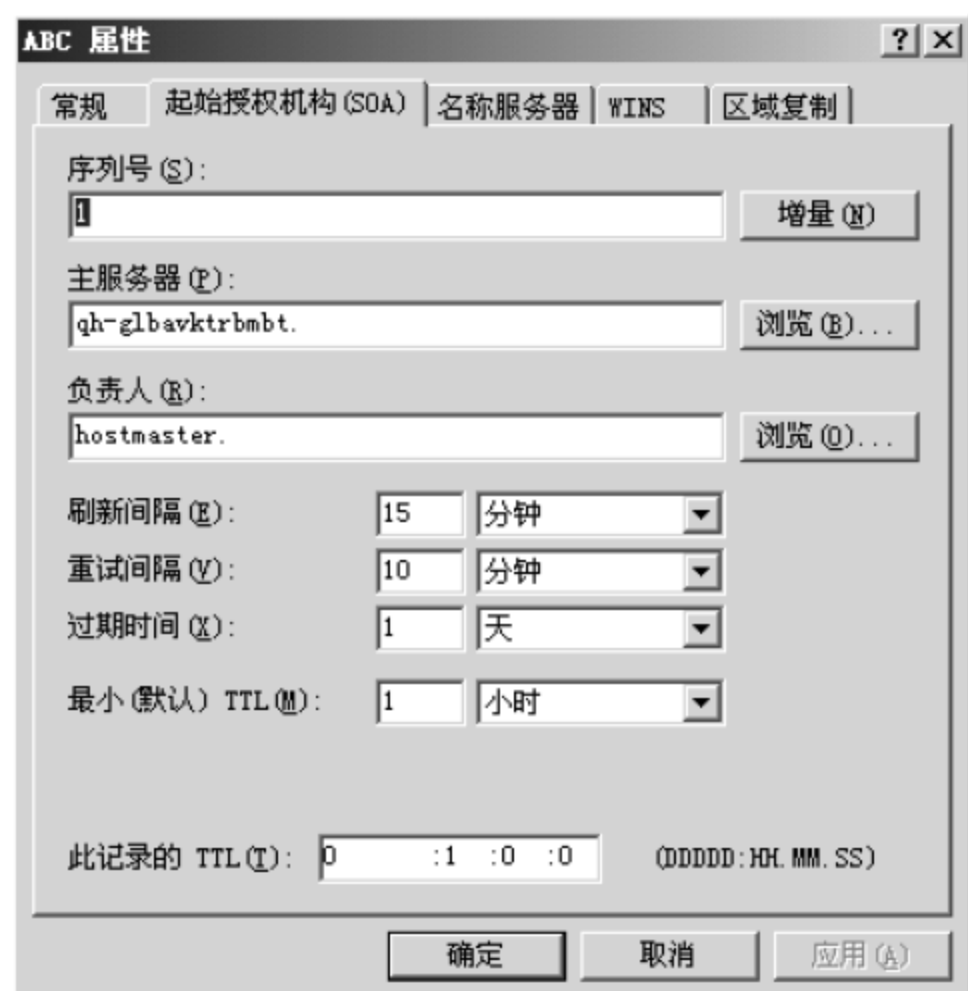 ABC 属性
常规 起始授权机构(SOA) 名称服务器 WINS 区域复制
序列号(S):
1 增量(N)
主服务器(P):
qh-glbavktrbmbt. 浏览(B)...
负责人(R):
hostmaster. 浏览(O)...
刷新间隔(E): 15 分钟
重试间隔(V): 10 分钟
过期时间(X): 1 天
最小(默认) TTL(M): 1 小时
此记录的 TTL(T): 0 :1 :0 :0 (DDDDD:HH.MM.SS)
确定 取消 应用(A)